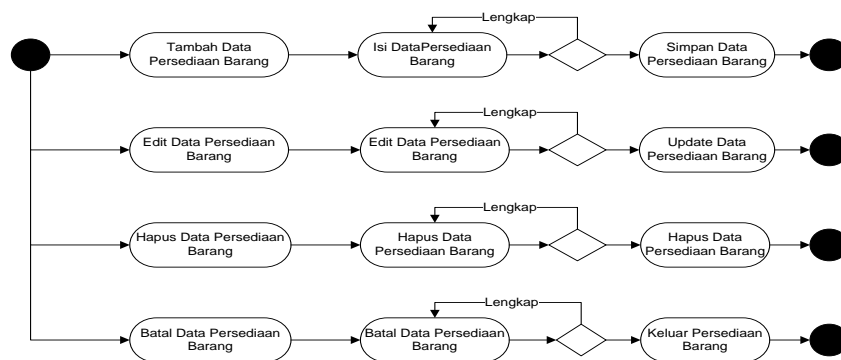 Lengkap
Tambah Data
Persediaan Barang
Isi DataPersediaan
Barang
Simpan Data
Persediaan Barang
Lengkap
Edit Data Persediaan
Barang
Edit Data Persediaan
Barang
Update Data
Persediaan Barang
Lengkap
Hapus Data Persediaan
Barang
Hapus Data
Persediaan Barang
Hapus Data
Persediaan Barang
Lengkap
Batal Data Persediaan
Barang
Batal Data Persediaan
Barang
Keluar Persediaan
Barang